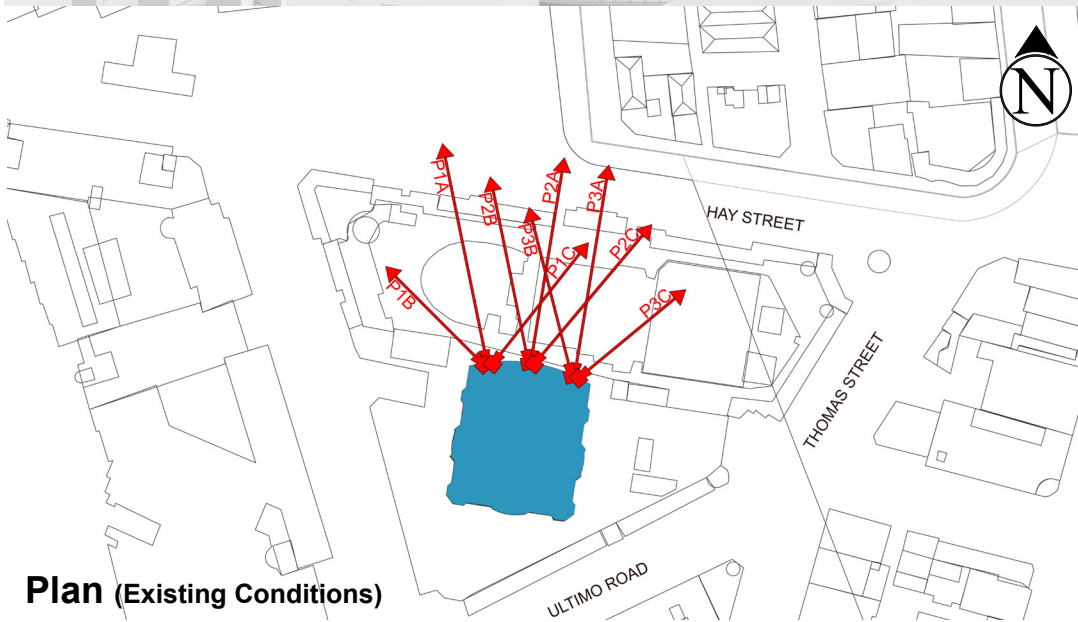 N
P1A
P2B
P2A
P3A
P3B
P1C
P2C
P1B
P3C
HAY STREET
THOMAS STREET
ULTIMO ROAD
Plan (Existing Conditions)